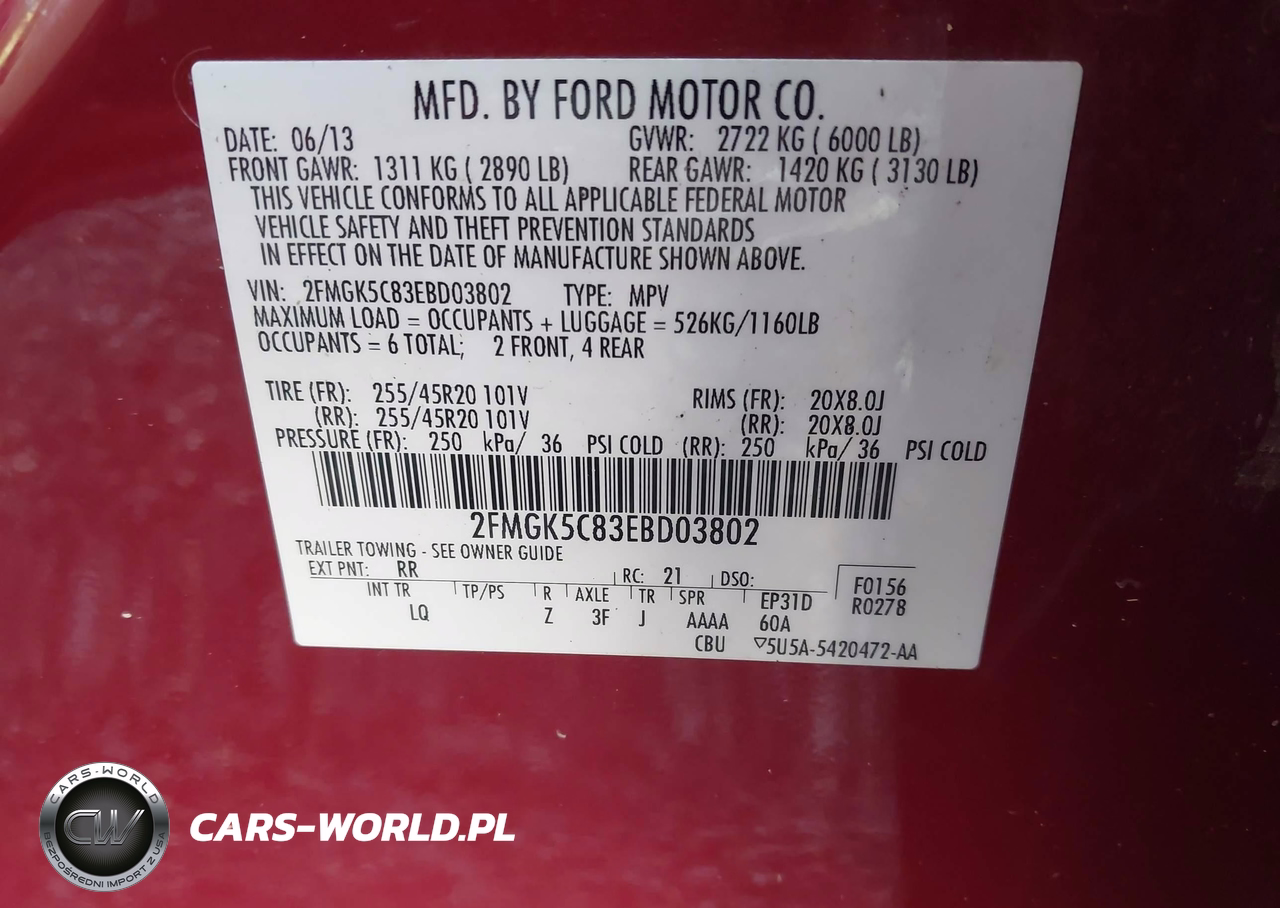 MFD. BY FORD MOTOR CO.
DATE: 06/13 GVWR: 2722 KG ( 6000 LB)
FRONT GAWR: 1311 KG ( 2890 LB) REAR GAWR: 1420 KG ( 3130 LB)
THIS VEHICLE CONFORMS TO ALL APPLICABLE FEDERAL MOTOR
VEHICLE SAFETY AND THEFT PREVENTION STANDARDS
IN EFFECT ON THE DATE OF MANUFACTURE SHOWN ABOVE.
VIN: 2FMGK5C83EBD03802 TYPE: MPV
MAXIMUM LOAD = OCCUPANTS + LUGGAGE = 526KG/1160LB
OCCUPANTS = 6 TOTAL; 2 FRONT, 4 REAR
TIRE (FR): 255/45R20 101V RIMS (FR): 20X8.0J
(RR): 255/45R20 101V (RR): 20X8.0J
PRESSURE (FR): 250 kPa/ 36 PSI COLD (RR): 250 kPa/ 36 PSI COLD
2FMGK5C83EBD03802
TRAILER TOWING - SEE OWNER GUIDE
EXT PNT: RR RC: 21 DSO: F0156
INT TR TP/PS R AXLE TR SPR EP31D R0278
LQ Z 3F J AAAA 60A
CBU 5U5A-5420472-AA
CARS-WORLD
CW
BEZPOŚREDNI IMPORT Z USA
CARS-WORLD.PL